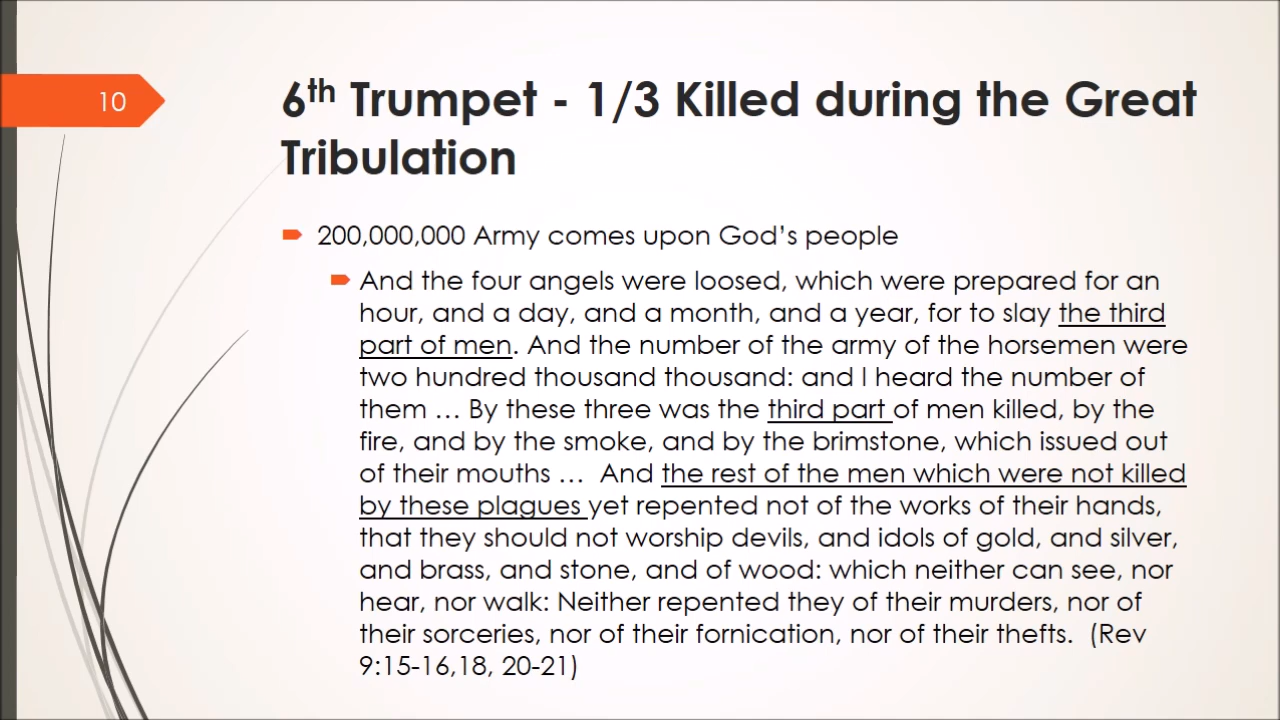 10
6th Trumpet - 1/3 Killed during the Great
Tribulation
200,000,000 Army comes upon God's people
And the four angels were loosed, which were prepared for an
hour, and a day, and a month, and a year, for to slay the third
part of men. And the number of the army of the horsemen were
two hundred thousand thousand: and I heard the number of
them … By these three was the third part of men killed, by the
fire, and by the smoke, and by the brimstone, which issued out
of their mouths … And the rest of the men which were not killed
by these plagues yet repented not of the works of their hands,
that they should not worship devils, and idols of gold, and silver,
and brass, and stone, and of wood: which neither can see, nor
hear, nor walk: Neither repented they of their murders, nor of
their sorceries, nor of their fornication, nor of their thefts. (Rev
9:15-16,18, 20-21)